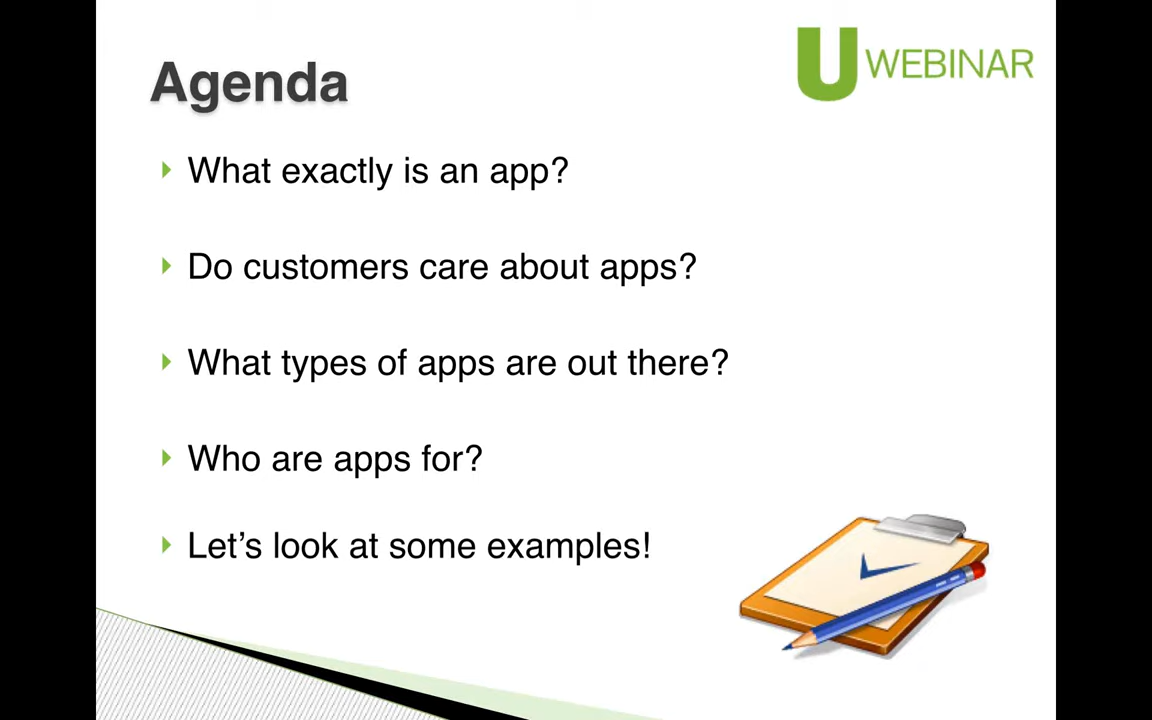 Agenda
U WEBINAR
What exactly is an app?
Do customers care about apps?
What types of apps are out there?
Who are apps for?
Let’s look at some examples!